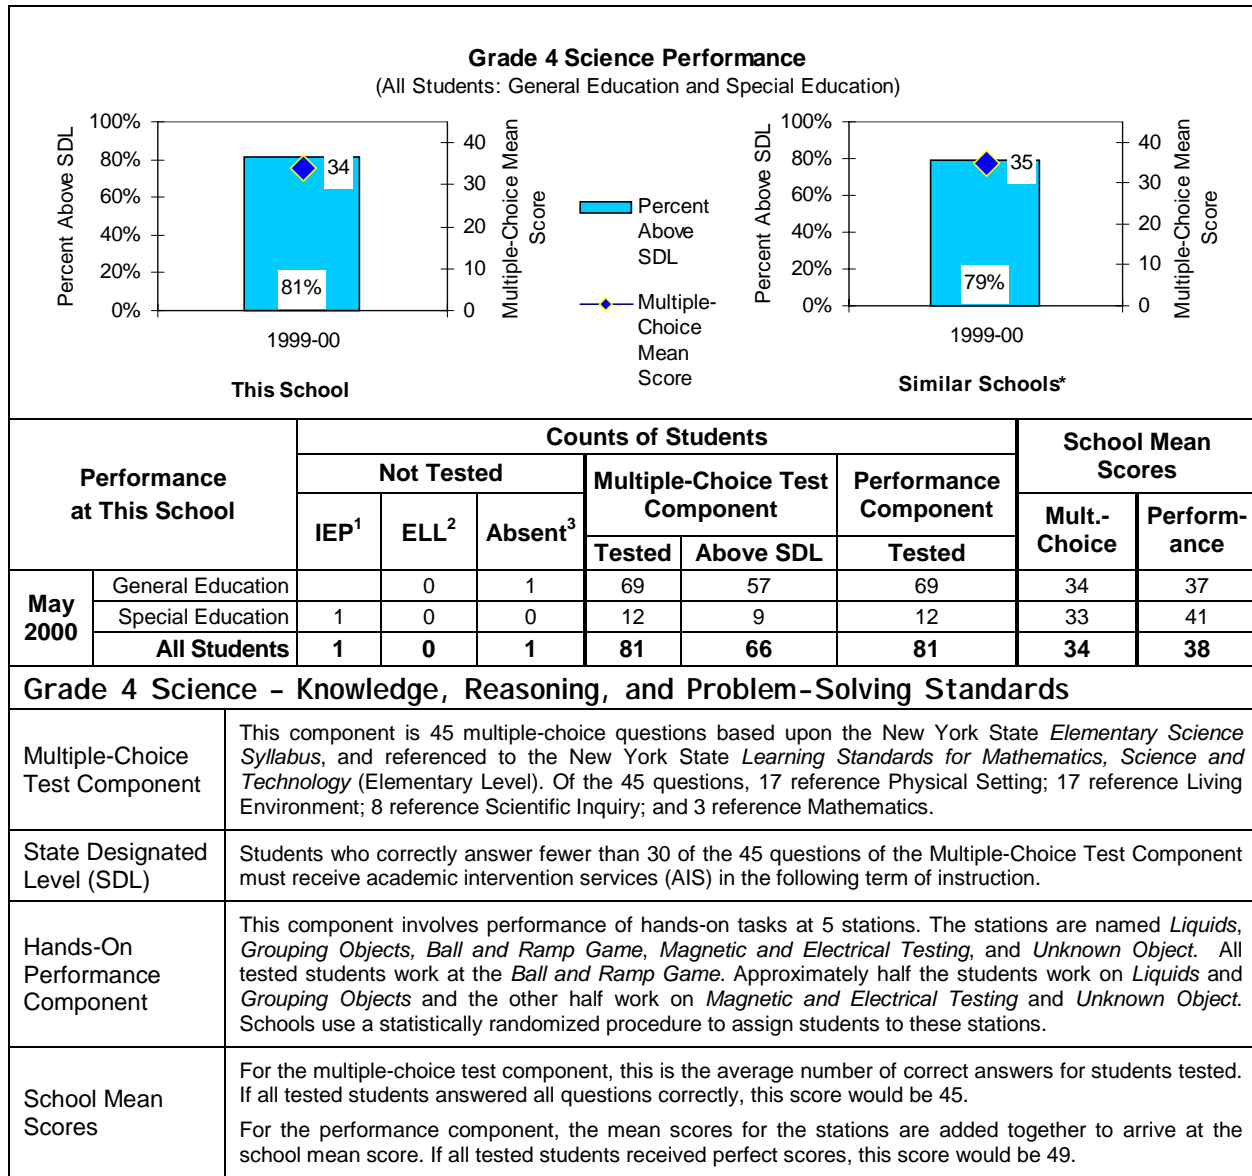 Grade 4 Science Performance
(All Students: General Education and Special Education)
Percent Above SDL
100%
80%
60%
40%
20%
0%
34
81%
40
30
20
10
0
Multiple-Choice Mean
Score
1999-00
This School
Percent
Above
SDL
Multiple-
Choice
Mean
Score
Percent Above SDL
100%
80%
60%
40%
20%
0%
35
79%
40
30
20
10
0
Multiple-Choice Mean
Score
1999-00
Similar Schools*
Performance
at This School
Counts of Students
School Mean
Scores
Not Tested
Multiple-Choice Test
Component
Performance
Component
IEP1 ELL2 Absent3
Mult.-
Choice
Perform-
ance
Tested Above SDL Tested
May
2000
General Education 0 1 69 57 69 34 37
Special Education 1 0 0 12 9 12 33 41
All Students 1 0 1 81 66 81 34 38
Grade 4 Science – Knowledge, Reasoning, and Problem-Solving Standards
Multiple-Choice
Test Component
This component is 45 multiple-choice questions based upon the New York State Elementary Science
Syllabus, and referenced to the New York State Learning Standards for Mathematics, Science and
Technology (Elementary Level). Of the 45 questions, 17 reference Physical Setting; 17 reference Living
Environment; 8 reference Scientific Inquiry; and 3 reference Mathematics.
State Designated
Level (SDL)
Students who correctly answer fewer than 30 of the 45 questions of the Multiple-Choice Test Component
must receive academic intervention services (AIS) in the following term of instruction.
Hands-On
Performance
Component
This component involves performance of hands-on tasks at 5 stations. The stations are named Liquids,
Grouping Objects, Ball and Ramp Game, Magnetic and Electrical Testing, and Unknown Object. All
tested students work at the Ball and Ramp Game. Approximately half the students work on Liquids and
Grouping Objects and the other half work on Magnetic and Electrical Testing and Unknown Object.
Schools use a statistically randomized procedure to assign students to these stations.
School Mean
Scores
For the multiple-choice test component, this is the average number of correct answers for students tested.
If all tested students answered all questions correctly, this score would be 45.
For the performance component, the mean scores for the stations are added together to arrive at the
school mean score. If all tested students received perfect scores, this score would be 49.